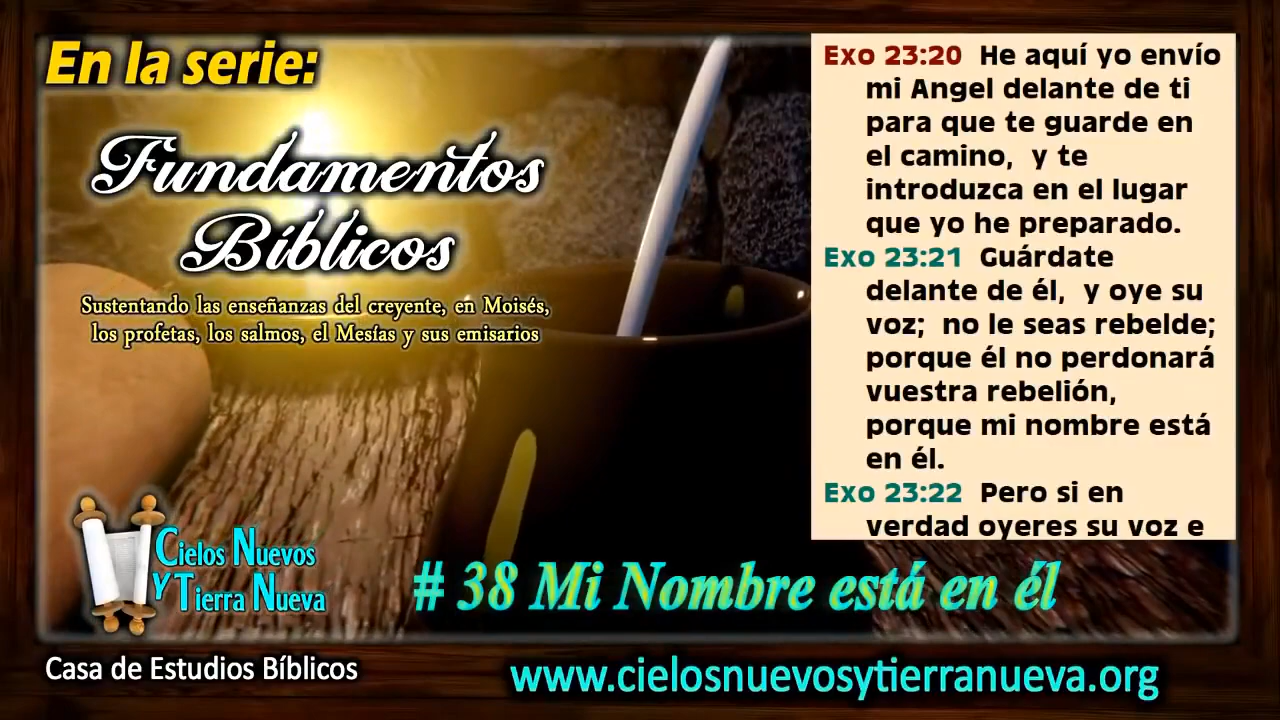 En la serie:
Fundamentos
Bíblicos
Sustentando las enseñanzas del creyente, en Moisés,
los profetas, los salmos, el Mesías y sus emisarios
Exo 23:20 He aquí yo envío
mi Angel delante de ti
para que te guarde en
el camino, y te
introduzca en el lugar
que yo he preparado.
Exo 23:21 Guárdate
delante de él, y oye su
voz; no le seas rebelde;
porque él no perdonará
vuestra rebelión,
porque mi nombre está
en él.
Exo 23:22 Pero si en
verdad oyeres su voz e
Cielos Nuevos
Y Tierra Nueva
# 38 Mi Nombre está en él
Casa de Estudios Bíblicos
www.cielosnuevosytierranueva.org